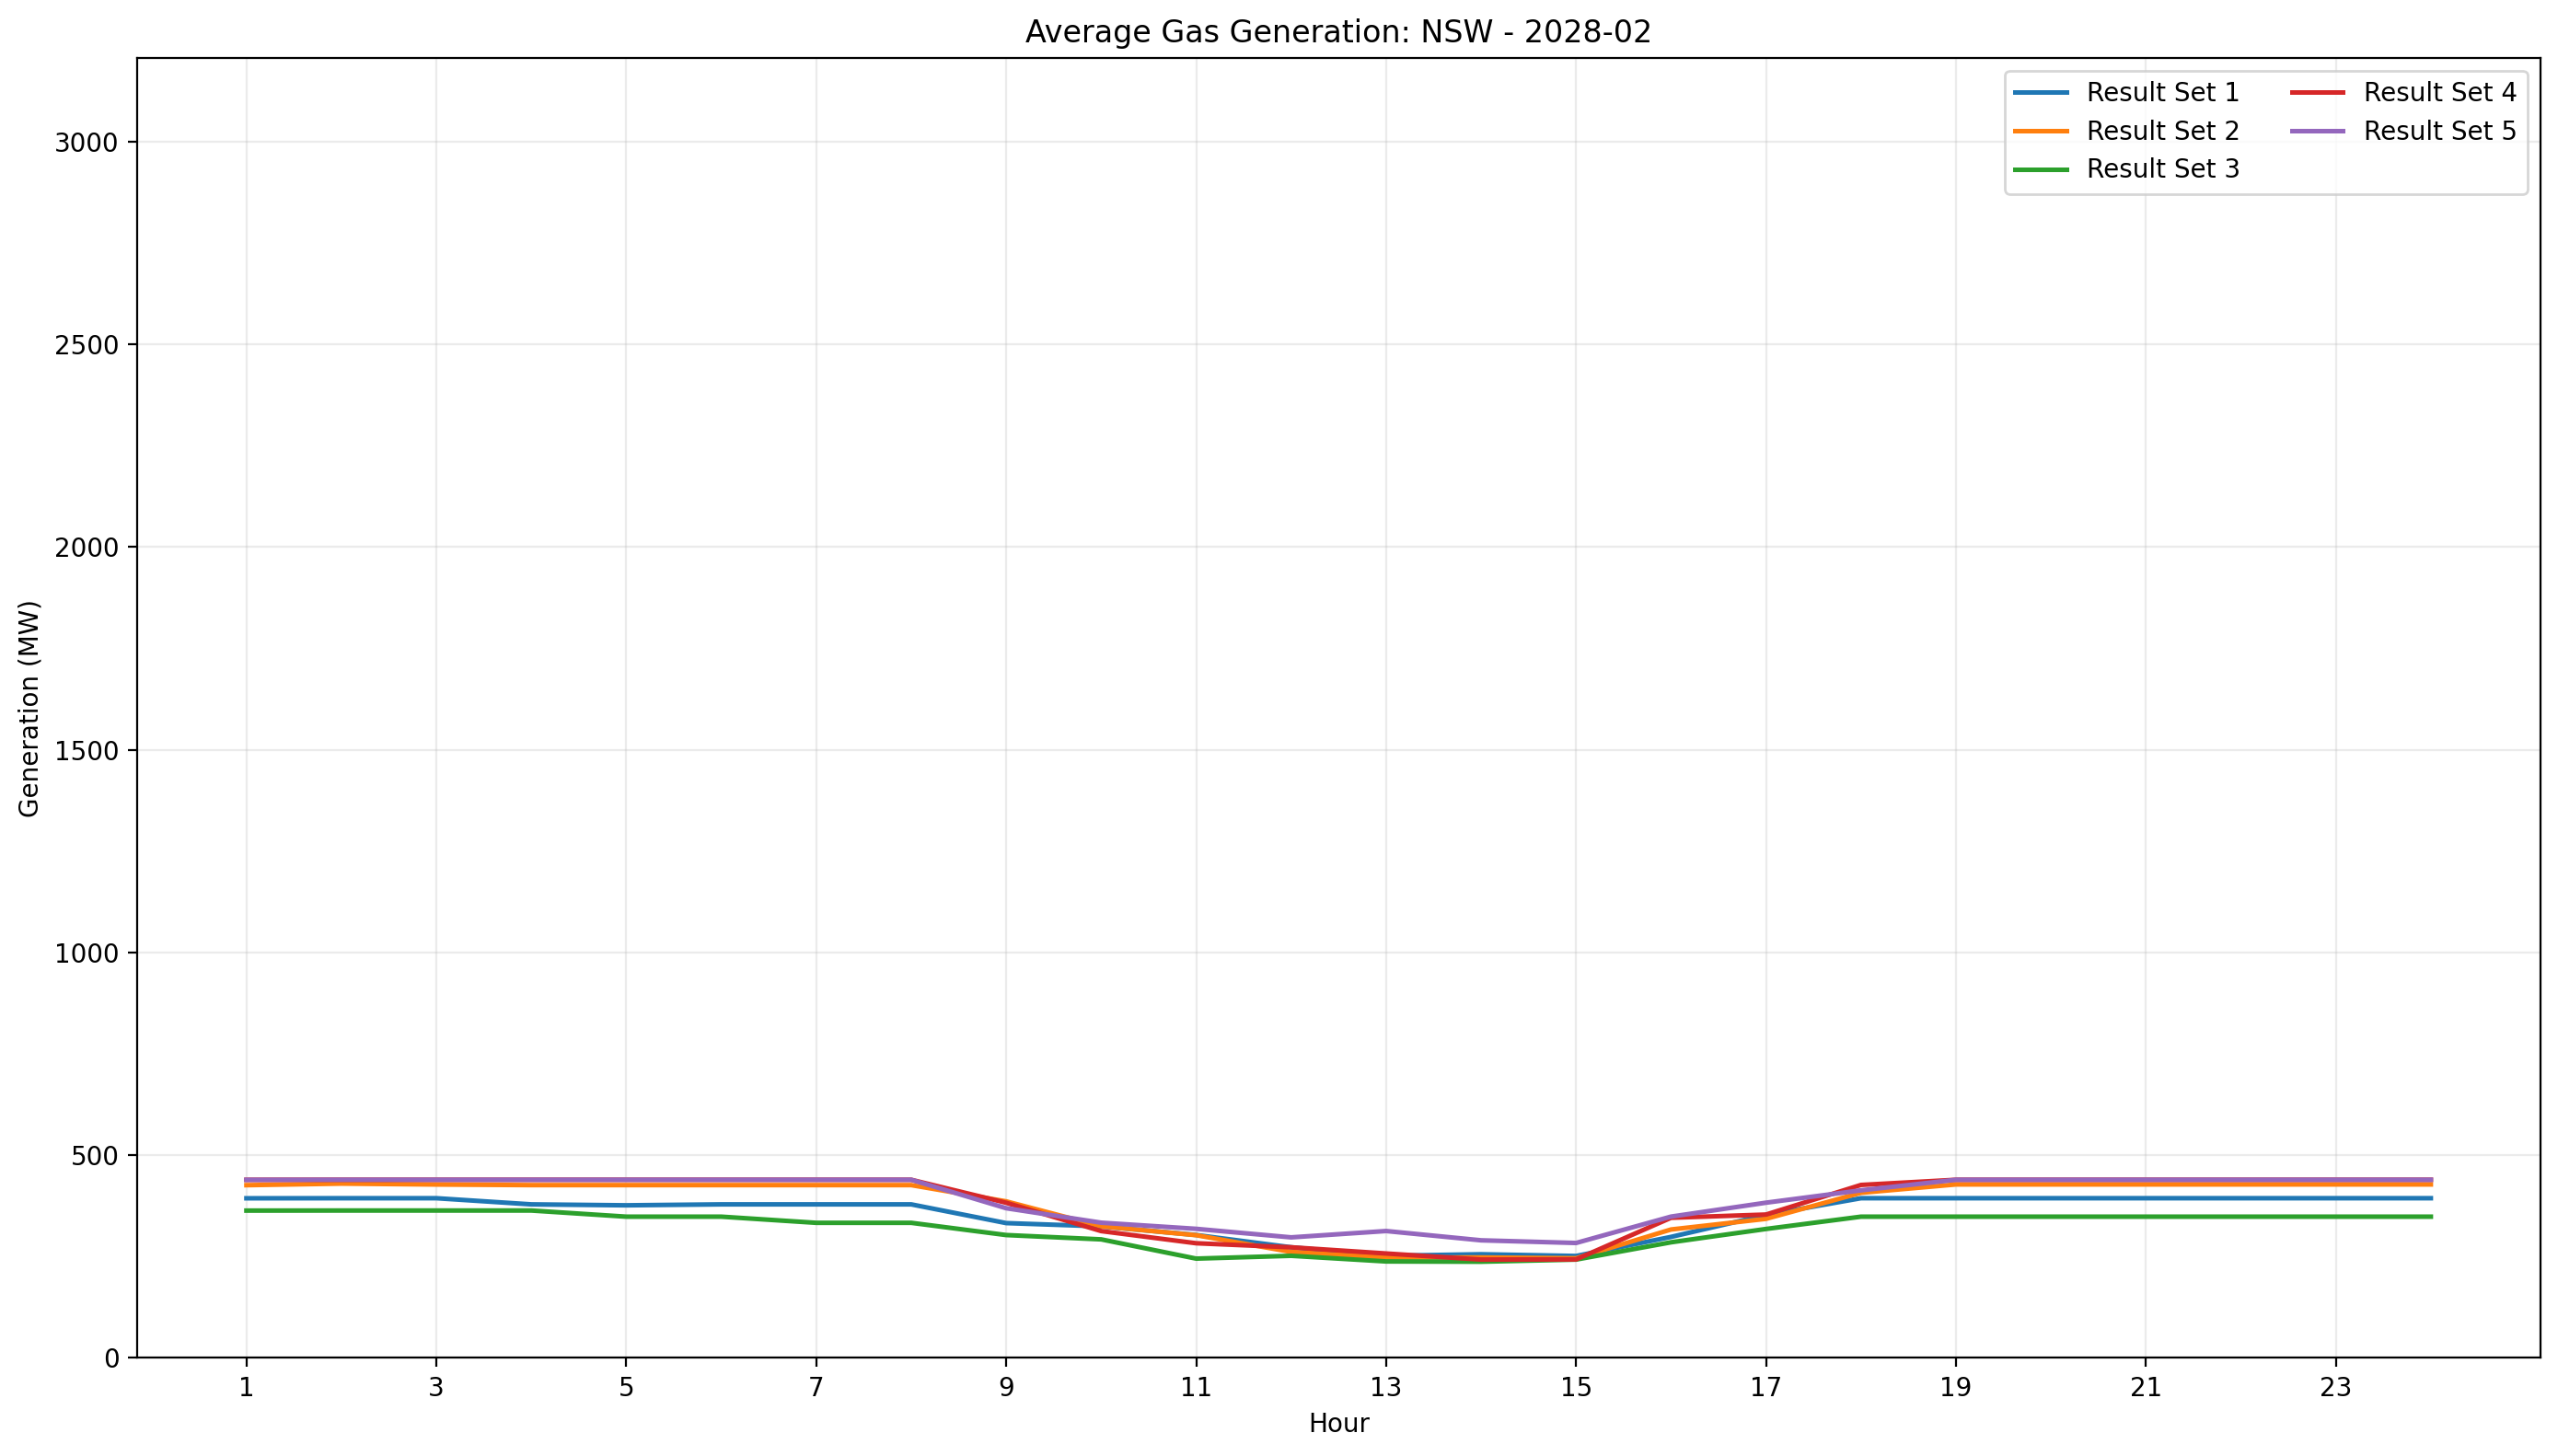 Average Gas Generation: NSW - 2028-02
Result Set 1
Result Set 2
Result Set 3
Result Set 4
Result Set 5
Generation (MW)
3000
2500
2000
1500
1000
500
0
1 3 5 7 9 11 13 15 17 19 21 23
Hour